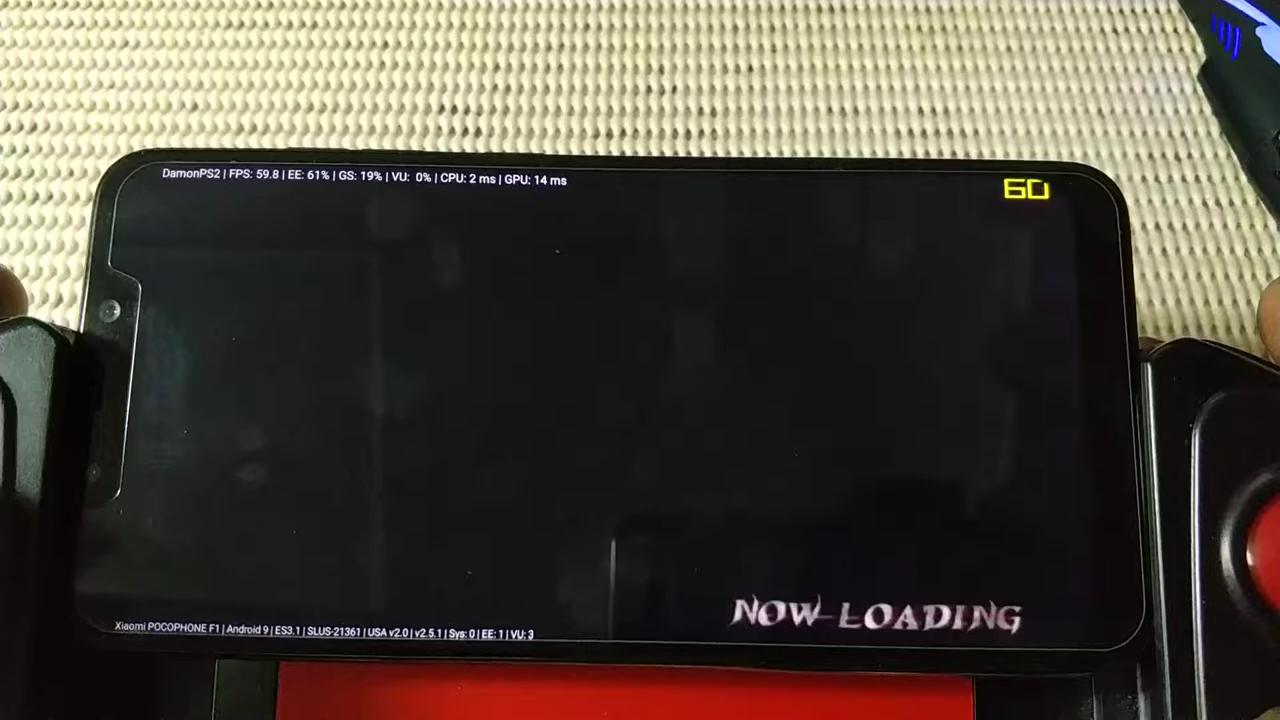 DamonPS2 | FPS: 59.8 | EE: 61% | GS: 19% | VU: 0% | CPU: 2 ms | GPU: 14 ms
60
NOW LOADING
Xiaomi POCOPHONE F1 | Android 9 | ES3.1 | SLUS-21361 | USA v2.0 | v2.5.1 | Sys: 0 | EE: 1 | VU: 3